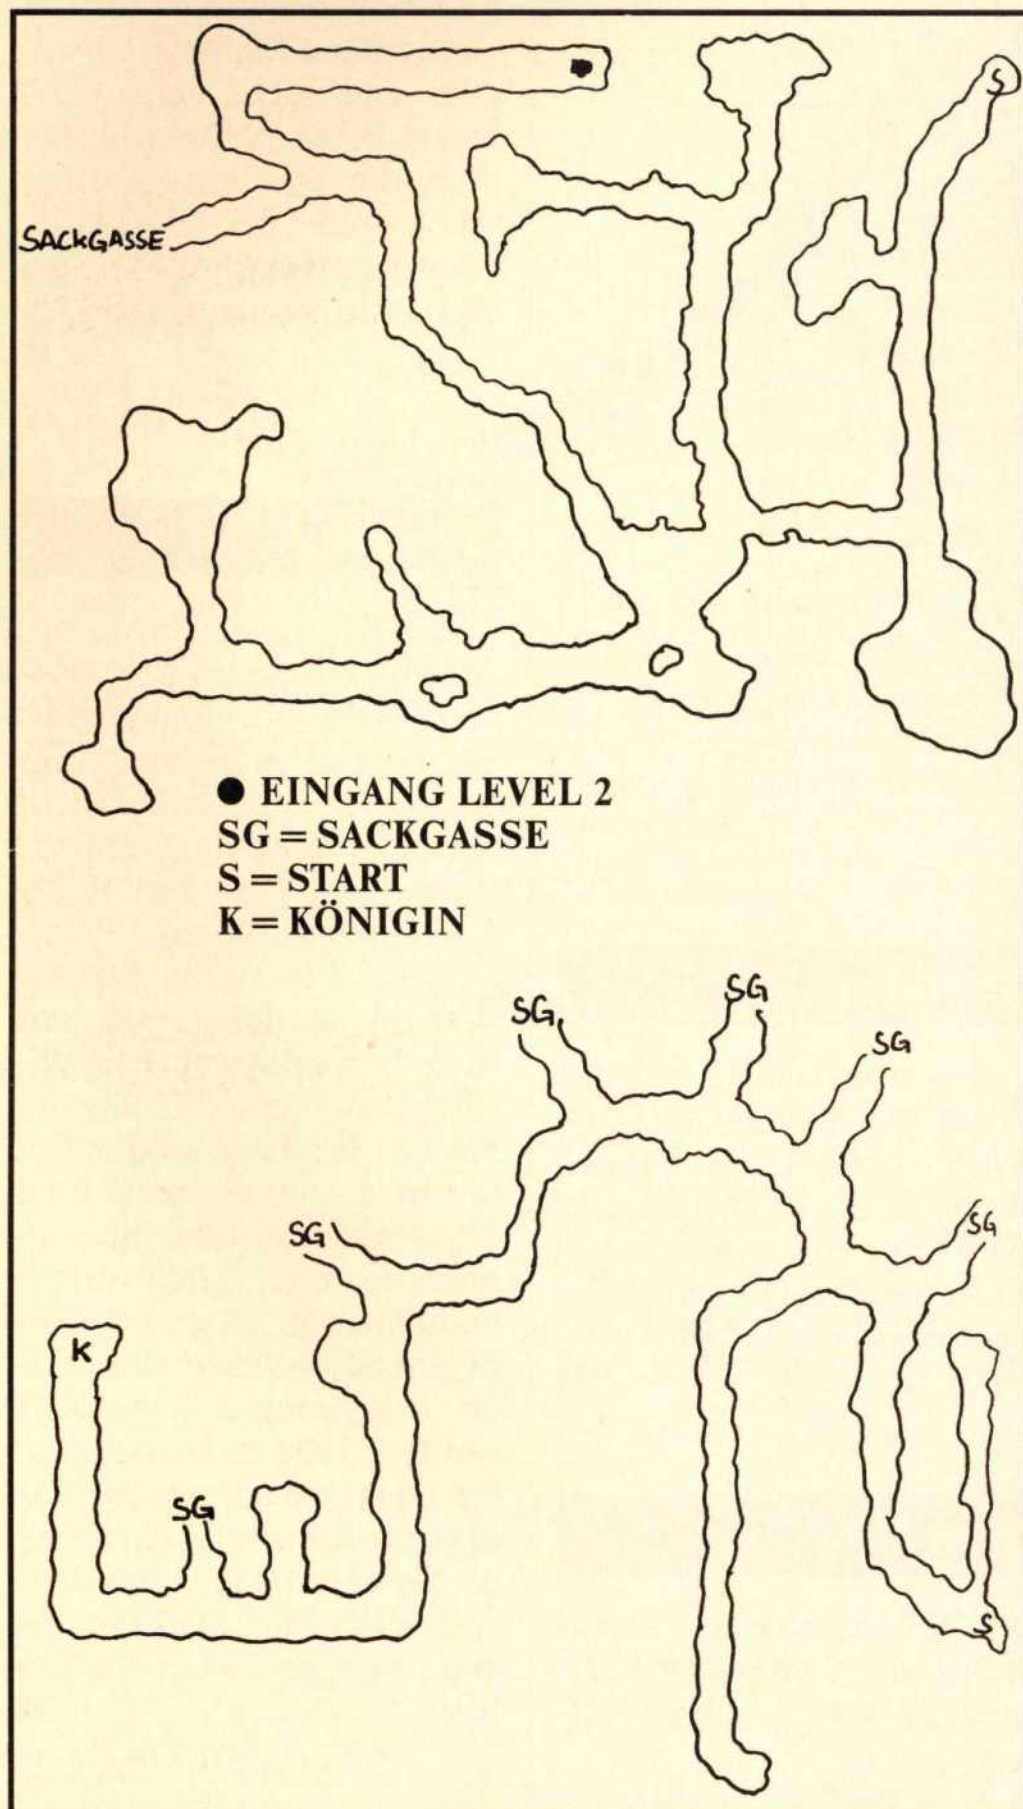 S
SACKGASSE
● EINGANG LEVEL 2
SG = SACKGASSE
S = START
K = KÖNIGIN
SG
SG
SG
SG
SG
K
SG
S